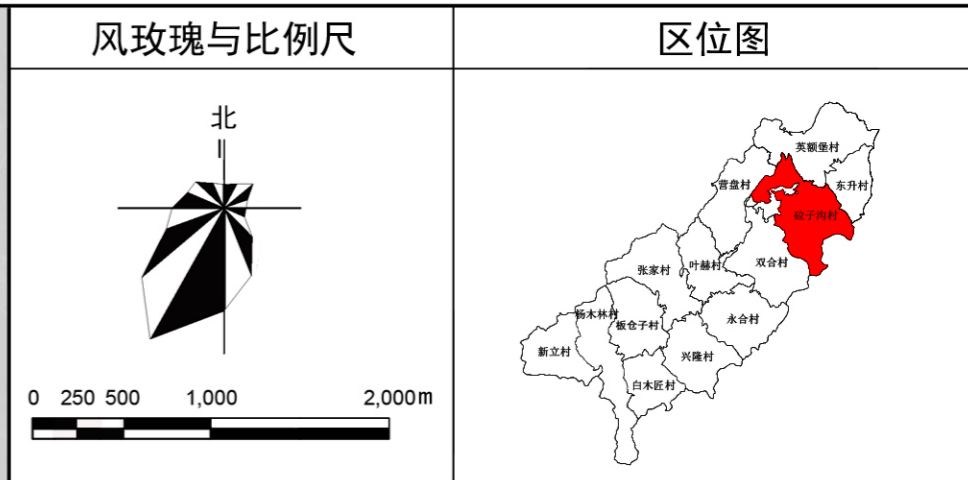 风玫瑰与比例尺
区位图
北
0 250 500 1,000 2,000m
英额堡村
营盘村
东升村
砬子沟村
双合村
叶赫村
张家村
杨木林村
板仓子村
永合村
新立村
兴隆村
白木匠村